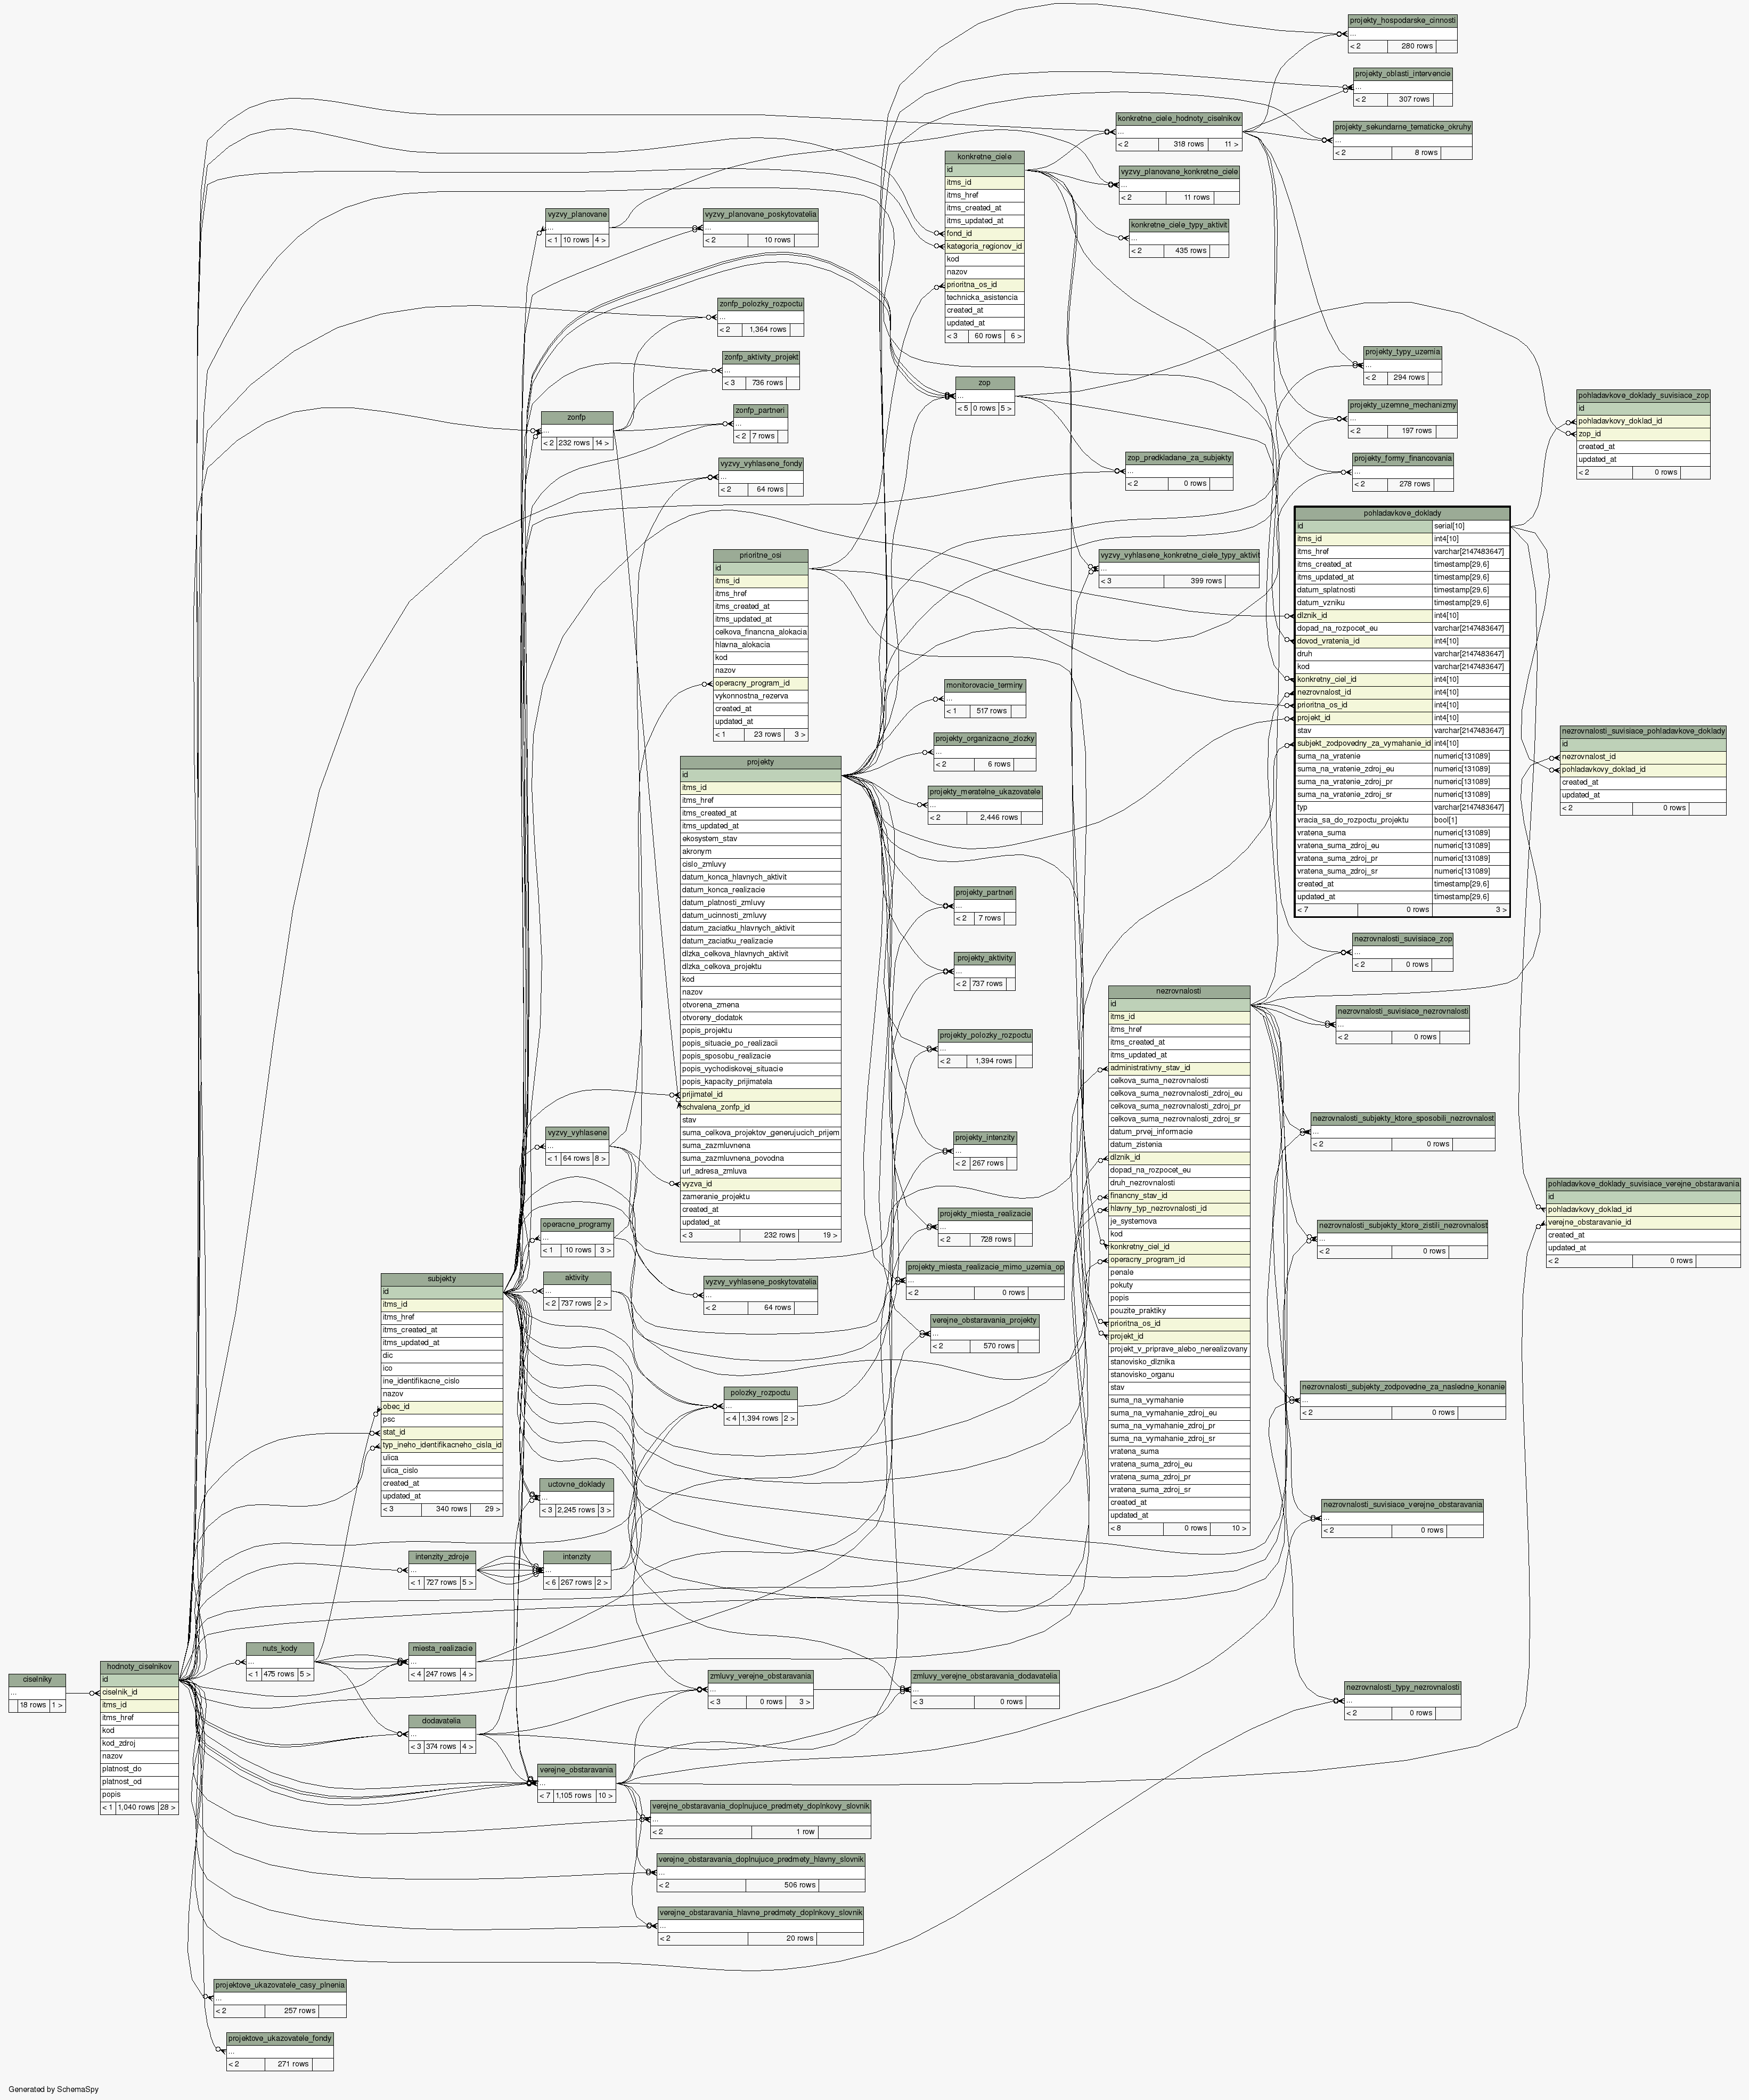 projekty_hospodarske_cinnosti
...
< 2 280 rows
projekty_oblasti_intervencie
...
< 2 307 rows
konkretne_ciele_hodnoty_ciselnikov
...
< 2 318 rows 11 >
projekty_sekundarne_tematicke_okruhy
...
< 2 8 rows
konkretne_ciele
id
itms_id
itms_href
itms_created_at
itms_updated_at
fond_id
kategoria_regionov_id
kod
nazov
prioritna_os_id
technicka_asistencia
created_at
updated_at
< 3 60 rows 6 >
vyzvy_planovane_konkretne_ciele
...
< 2 11 rows
konkretne_ciele_typy_aktivit
...
< 2 435 rows
vyzvy_planovane
...
< 1 10 rows 4 >
vyzvy_planovane_poskytovatelia
...
< 2 10 rows
zonfp_polozky_rozpoctu
...
< 2 1,364 rows
zonfp_aktivity_projekt
...
< 3 736 rows
zonfp
...
< 2 232 rows 14 >
zonfp_partneri
...
< 2 7 rows
vyzvy_vyhlasene_fondy
...
< 2 64 rows
zop
...
< 5 0 rows 5 >
zop_predkladane_za_subjekty
...
< 2 0 rows
projekty_typy_uzemia
...
< 2 294 rows
projekty_uzemne_mechanizmy
...
< 2 197 rows
projekty_formy_financovania
...
< 2 278 rows
pohladavkove_doklady_suvisiace_zop
id
pohladavkovy_doklad_id
zop_id
created_at
updated_at
< 2 0 rows
pohladavkove_doklady
id serial[10]
itms_id int4[10]
itms_href varchar[2147483647]
itms_created_at timestamp[29,6]
itms_updated_at timestamp[29,6]
datum_splatnosti timestamp[29,6]
datum_vzniku timestamp[29,6]
dlznik_id int4[10]
dopad_na_rozpocet_eu varchar[2147483647]
dovod_vratenia_id int4[10]
druh varchar[2147483647]
kod varchar[2147483647]
konkretny_ciel_id int4[10]
nezrovnalost_id int4[10]
prioritna_os_id int4[10]
projekt_id int4[10]
stav varchar[2147483647]
subjekt_zodpovedny_za_vymahanie_id int4[10]
suma_na_vratenie numeric[131089]
suma_na_vratenie_zdroj_eu numeric[131089]
suma_na_vratenie_zdroj_pr numeric[131089]
suma_na_vratenie_zdroj_sr numeric[131089]
typ varchar[2147483647]
vracia_sa_do_rozpoctu_projektu bool[1]
vratena_suma numeric[131089]
vratena_suma_zdroj_eu numeric[131089]
vratena_suma_zdroj_pr numeric[131089]
vratena_suma_zdroj_sr numeric[131089]
created_at timestamp[29,6]
updated_at timestamp[29,6]
< 7 0 rows 3 >
vyzvy_vyhlasene_konkretne_ciele_typy_aktivit
...
< 3 399 rows
prioritne_osi
id
itms_id
itms_href
itms_created_at
itms_updated_at
celkova_financna_alokacia
hlavna_alokacia
kod
nazov
operacny_program_id
vykonnostna_rezerva
created_at
updated_at
< 1 23 rows 3 >
monitorovacie_terminy
...
< 1 517 rows
projekty_organizacne_zlozky
...
< 2 6 rows
projekty_meratelne_ukazovatele
...
< 2 2,446 rows
nezrovnalosti_suvisiace_pohladavkove_doklady
id
nezrovnalost_id
pohladavkovy_doklad_id
created_at
updated_at
< 2 0 rows
projekty
id
itms_id
itms_href
itms_created_at
itms_updated_at
ekosystem_stav
akronym
cislo_zmluvy
datum_konca_hlavnych_aktivit
datum_konca_realizacie
datum_platnosti_zmluvy
datum_ucinnosti_zmluvy
datum_zaciatku_hlavnych_aktivit
datum_zaciatku_realizacie
dlzka_celkova_hlavnych_aktivit
dlzka_celkova_projektu
kod
nazov
otvorena_zmena
otvoreny_dodatok
popis_projektu
popis_situacie_po_realizacii
popis_sposobu_realizacie
popis_vychodiskovej_situacie
popis_kapacity_prijimatela
prijimatel_id
schvalena_zonfp_id
stav
suma_celkova_projektov_generujucich_prijem
suma_zazmluvnena
suma_zazmluvnena_povodna
url_adresa_zmluva
vyzva_id
zameranie_projektu
created_at
updated_at
< 3 232 rows 19 >
projekty_partneri
...
< 2 7 rows
projekty_aktivity
...
< 2 737 rows
projekty_polozky_rozpoctu
...
< 2 1,394 rows
projekty_intenzity
...
< 2 267 rows
projekty_miesta_realizacie
...
< 2 728 rows
projekty_miesta_realizacie_mimo_uzemia_op
...
< 2 0 rows
verejne_obstaravania_projekty
...
< 2 570 rows
nezrovnalosti
id
itms_id
itms_href
itms_created_at
itms_updated_at
administrativny_stav_id
celkova_suma_nezrovnalosti
celkova_suma_nezrovnalosti_zdroj_eu
celkova_suma_nezrovnalosti_zdroj_pr
celkova_suma_nezrovnalosti_zdroj_sr
datum_prvej_informacie
datum_zistenia
dlznik_id
dopad_na_rozpocet_eu
druh_nezrovnalosti
financny_stav_id
hlavny_typ_nezrovnalosti_id
je_systemova
kod
konkretny_ciel_id
operacny_program_id
penale
pokuty
popis
pouzite_praktiky
prioritna_os_id
projekt_id
projekt_v_priprave_alebo_nerealizovany
stanovisko_dlznika
stanovisko_organu
stav
suma_na_vymahanie
suma_na_vymahanie_zdroj_eu
suma_na_vymahanie_zdroj_pr
suma_na_vymahanie_zdroj_sr
vratena_suma
vratena_suma_zdroj_eu
vratena_suma_zdroj_pr
vratena_suma_zdroj_sr
created_at
updated_at
< 8 0 rows 10 >
nezrovnalosti_suvisiace_zop
...
< 2 0 rows
nezrovnalosti_suvisiace_nezrovnalosti
...
< 2 0 rows
nezrovnalosti_subjekty_ktore_sposobili_nezrovnalost
...
< 2 0 rows
nezrovnalosti_subjekty_ktore_zistili_nezrovnalost
...
< 2 0 rows
pohladavkove_doklady_suvisiace_verejne_obstaravania
id
pohladavkovy_doklad_id
verejne_obstaravanie_id
created_at
updated_at
< 2 0 rows
nezrovnalosti_subjekty_zodpovedne_za_nasledne_konanie
...
< 2 0 rows
nezrovnalosti_suvisiace_verejne_obstaravania
...
< 2 0 rows
nezrovnalosti_typy_nezrovnalosti
...
< 2 0 rows
vyzvy_vyhlasene
...
< 1 64 rows 8 >
operacne_programy
...
< 1 10 rows 3 >
aktivity
...
< 2 737 rows 2 >
vyzvy_vyhlasene_poskytovatelia
...
< 2 64 rows
subjekty
id
itms_id
itms_href
itms_created_at
itms_updated_at
dic
ico
ine_identifikacne_cislo
nazov
obec_id
psc
stat_id
typ_ineho_identifikacneho_cisla_id
ulica
ulica_cislo
created_at
updated_at
< 3 340 rows 29 >
polozky_rozpoctu
...
< 4 1,394 rows 2 >
uctovne_doklady
...
< 3 2,245 rows 3 >
intenzity_zdroje
...
< 1 727 rows 5 >
intenzity
...
< 6 267 rows 2 >
nuts_kody
...
< 1 475 rows 5 >
miesta_realizacie
...
< 4 247 rows 4 >
ciselniky
...
18 rows 1 >
hodnoty_ciselnikov
id
ciselnik_id
itms_id
itms_href
kod
kod_zdroj
nazov
platnost_do
platnost_od
popis
< 1 1,040 rows 28 >
dodavatelia
...
< 3 374 rows 4 >
zmluvy_verejne_obstaravania
...
< 3 0 rows 3 >
zmluvy_verejne_obstaravania_dodavatelia
...
< 3 0 rows
verejne_obstaravania
...
< 7 1,105 rows 10 >
verejne_obstaravania_doplnujuce_predmety_doplnkovy_slovnik
...
< 2 1 row
verejne_obstaravania_doplnujuce_predmety_hlavny_slovnik
...
< 2 506 rows
verejne_obstaravania_hlavne_predmety_doplnkovy_slovnik
...
< 2 20 rows
projektove_ukazovatele_casy_plnenia
...
< 2 257 rows
projektove_ukazovatele_fondy
...
< 2 271 rows
Generated by SchemaSpy